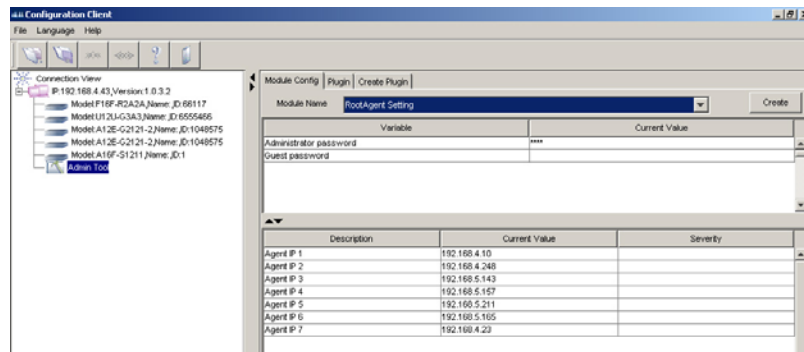 Configuration Client
File Language Help
Connection View
IP:192.168.4.43,Version:1.0.3.2
Model:F16F-R2A2A,Name: ,ID:66117
Model:U12U-G3A3,Name: ,ID:6555466
Model:A12E-G2121-2,Name: ,ID:1048575
Model:A12E-G2121-2,Name: ,ID:1048575
Model:A16F-S1211,Name: ,ID:1
Admin Tool
Module Config Plugin Create Plugin
Module Name RootAgent Setting Create
Variable Current Value
Administrator password ****
Guest password
Description Current Value Severity
Agent IP 1 192.168.4.10
Agent IP 2 192.168.4.248
Agent IP 3 192.168.5.143
Agent IP 4 192.168.5.157
Agent IP 5 192.168.5.211
Agent IP 6 192.168.5.165
Agent IP 7 192.168.4.23